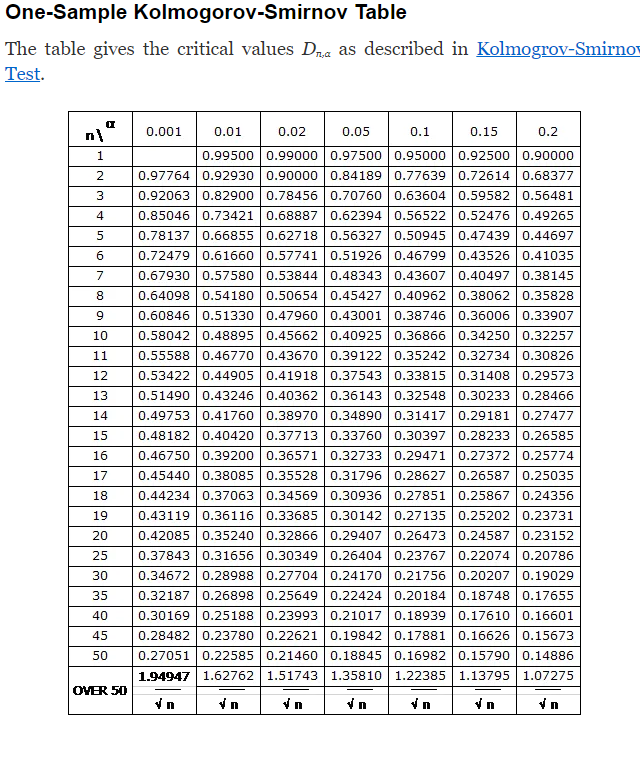 One-Sample Kolmogorov-Smirnov Table
The table gives the critical values Dn,α as described in Kolmogrov-Smirnov
Test.
n\α 0.001 0.01 0.02 0.05 0.1 0.15 0.2
1 0.99500 0.99000 0.97500 0.95000 0.92500 0.90000
2 0.97764 0.92930 0.90000 0.84189 0.77639 0.72614 0.68377
3 0.92063 0.82900 0.78456 0.70760 0.63604 0.59582 0.56481
4 0.85046 0.73421 0.68887 0.62394 0.56522 0.52476 0.49265
5 0.78137 0.66855 0.62718 0.56327 0.50945 0.47439 0.44697
6 0.72479 0.61660 0.57741 0.51926 0.46799 0.43526 0.41035
7 0.67930 0.57580 0.53844 0.48343 0.43607 0.40497 0.38145
8 0.64098 0.54180 0.50654 0.45427 0.40962 0.38062 0.35828
9 0.60846 0.51330 0.47960 0.43001 0.38746 0.36006 0.33907
10 0.58042 0.48895 0.45662 0.40925 0.36866 0.34250 0.32257
11 0.55588 0.46770 0.43670 0.39122 0.35242 0.32734 0.30826
12 0.53422 0.44905 0.41918 0.37543 0.33815 0.31408 0.29573
13 0.51490 0.43246 0.40362 0.36143 0.32548 0.30233 0.28466
14 0.49753 0.41760 0.38970 0.34890 0.31417 0.29181 0.27477
15 0.48182 0.40420 0.37713 0.33760 0.30397 0.28233 0.26585
16 0.46750 0.39200 0.36571 0.32733 0.29471 0.27372 0.25774
17 0.45440 0.38085 0.35528 0.31796 0.28627 0.26587 0.25035
18 0.44234 0.37063 0.34569 0.30936 0.27851 0.25867 0.24356
19 0.43119 0.36116 0.33685 0.30142 0.27135 0.25202 0.23731
20 0.42085 0.35240 0.32866 0.29407 0.26473 0.24587 0.23152
25 0.37843 0.31656 0.30349 0.26404 0.23767 0.22074 0.20786
30 0.34672 0.28988 0.27704 0.24170 0.21756 0.20207 0.19029
35 0.32187 0.26898 0.25649 0.22424 0.20184 0.18748 0.17655
40 0.30169 0.25188 0.23993 0.21017 0.18939 0.17610 0.16601
45 0.28482 0.23780 0.22621 0.19842 0.17881 0.16626 0.15673
50 0.27051 0.22585 0.21460 0.18845 0.16982 0.15790 0.14886
OVER 50 1.94947 1.62762 1.51743 1.35810 1.22385 1.13795 1.07275
√n √n √n √n √n √n √n